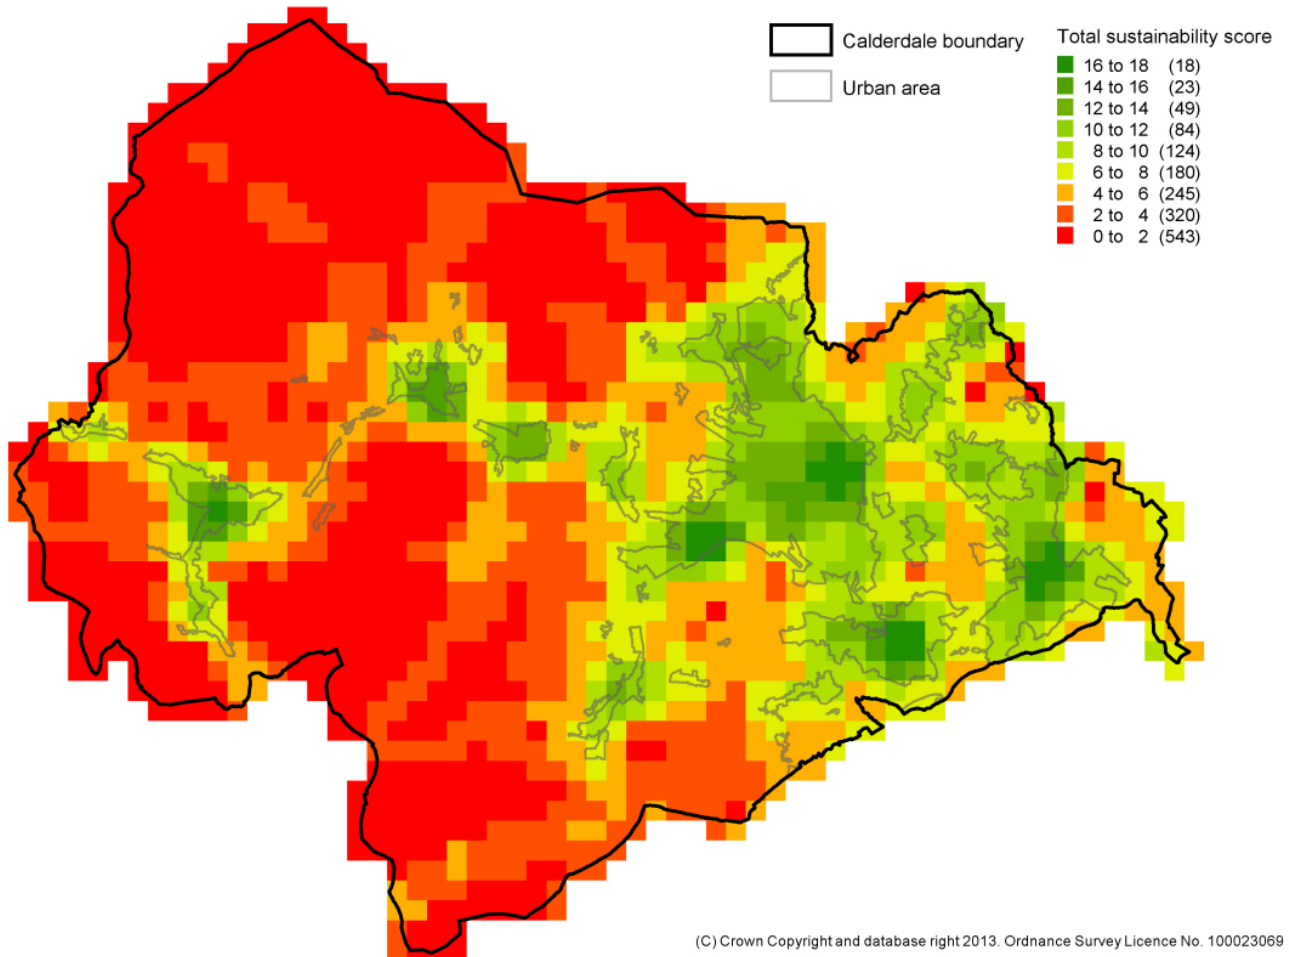 Calderdale boundary
Urban area
Total sustainability score
16 to 18 (18)
14 to 16 (23)
12 to 14 (49)
10 to 12 (84)
8 to 10 (124)
6 to 8 (180)
4 to 6 (245)
2 to 4 (320)
0 to 2 (543)
(C) Crown Copyright and database right 2013. Ordnance Survey Licence No. 100023069